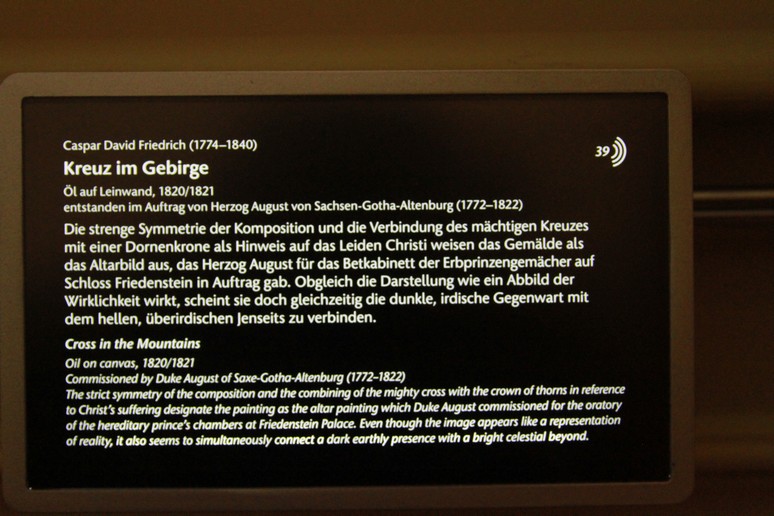 Caspar David Friedrich (1774–1840)
39
Kreuz im Gebirge
Öl auf Leinwand, 1820/1821
entstanden im Auftrag von Herzog August von Sachsen-Gotha-Altenburg (1772–1822)
Die strenge Symmetrie der Komposition und die Verbindung des mächtigen Kreuzes
mit einer Dornenkrone als Hinweis auf das Leiden Christi weisen das Gemälde als
das Altarbild aus, das Herzog August für das Betkabinett der Erbprinzengemächer auf
Schloss Friedenstein in Auftrag gab. Obgleich die Darstellung wie ein Abbild der
Wirklichkeit wirkt, scheint sie doch gleichzeitig die dunkle, irdische Gegenwart mit
dem hellen, überirdischen Jenseits zu verbinden.
Cross in the Mountains
Oil on canvas, 1820/1821
Commissioned by Duke August of Saxe-Gotha-Altenburg (1772–1822)
The strict symmetry of the composition and the combining of the mighty cross with the crown of thorns in reference
to Christ's suffering designate the painting as the altar painting which Duke August commissioned for the oratory
of the hereditary prince's chambers at Friedenstein Palace. Even though the image appears like a representation
of reality, it also seems to simultaneously connect a dark earthly presence with a bright celestial beyond.